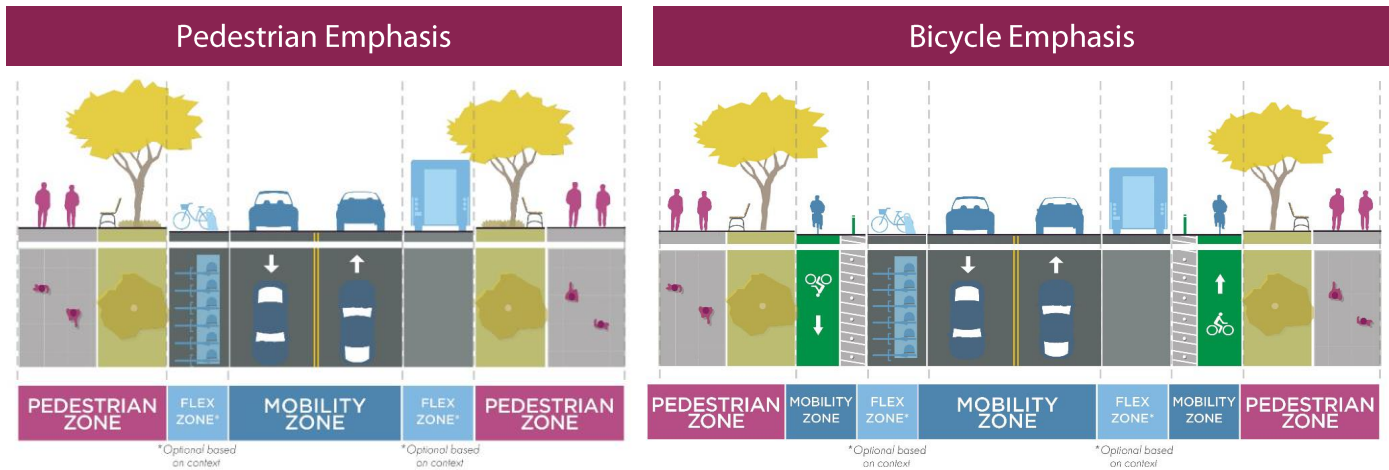 Pedestrian Emphasis
PEDESTRIAN
ZONE
FLEX
ZONE*
MOBILITY
ZONE
FLEX
ZONE*
PEDESTRIAN
ZONE
*Optional based
on context
*Optional based
on context
Bicycle Emphasis
PEDESTRIAN
ZONE
MOBILITY
ZONE
FLEX
ZONE*
MOBILITY
ZONE
FLEX
ZONE*
MOBILITY
ZONE
PEDESTRIAN
ZONE
*Optional based
on context
*Optional based
on context